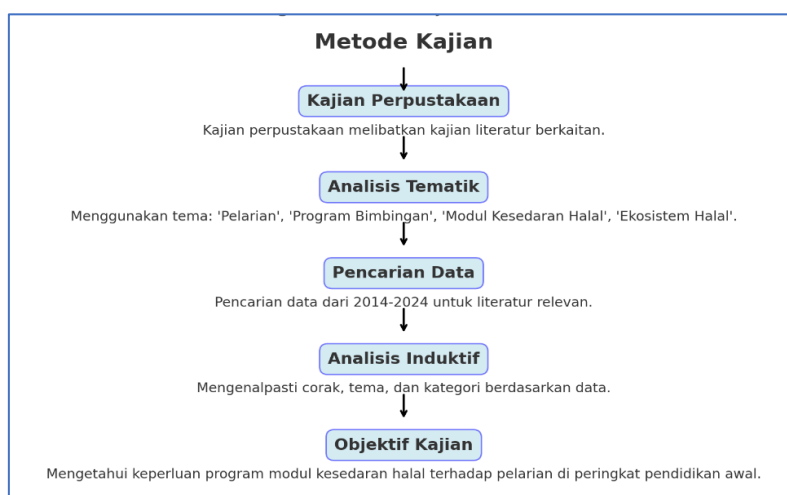 Metode Kajian
Kajian Perpustakaan
Kajian perpustakaan melibatkan kajian literatur berkaitan.
Analisis Tematik
Menggunakan tema: 'Pelarian', 'Program Bimbingan', 'Modul Kesedaran Halal', 'Ekosistem Halal'.
Pencarian Data
Pencarian data dari 2014-2024 untuk literatur relevan.
Analisis Induktif
Mengenalpasti corak, tema, dan kategori berdasarkan data.
Objektif Kajian
Mengetahui keperluan program modul kesedaran halal terhadap pelarian di peringkat pendidikan awal.